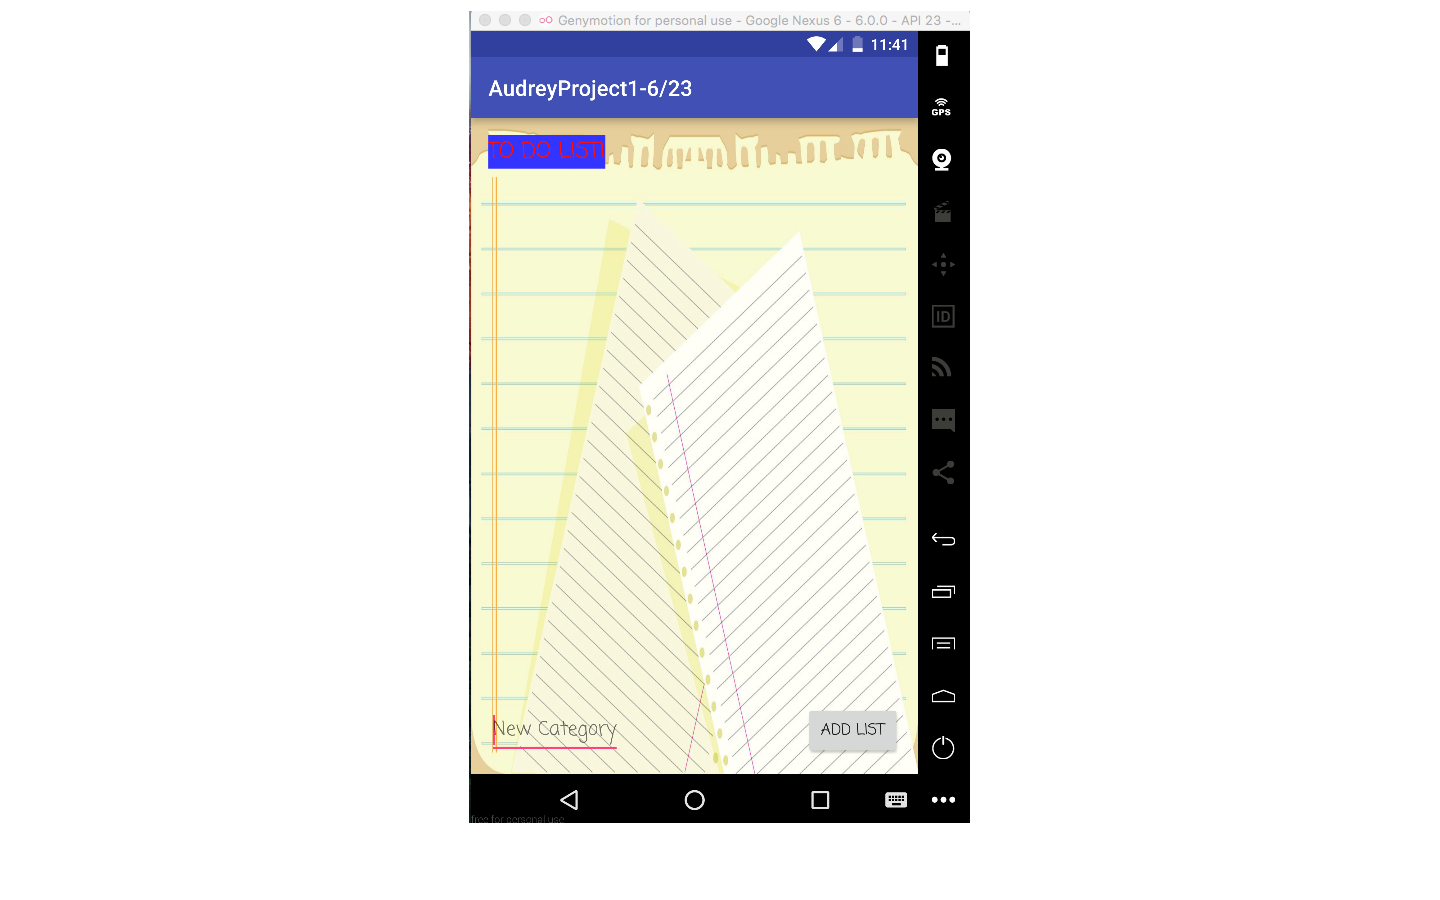 Genymotion for personal use - Google Nexus 6 - 6.0.0 - API 23 -...
11:41
AudreyProject1-6/23
GPS
TO DO LIST!
ID
New Category
ADD LIST
free for personal use